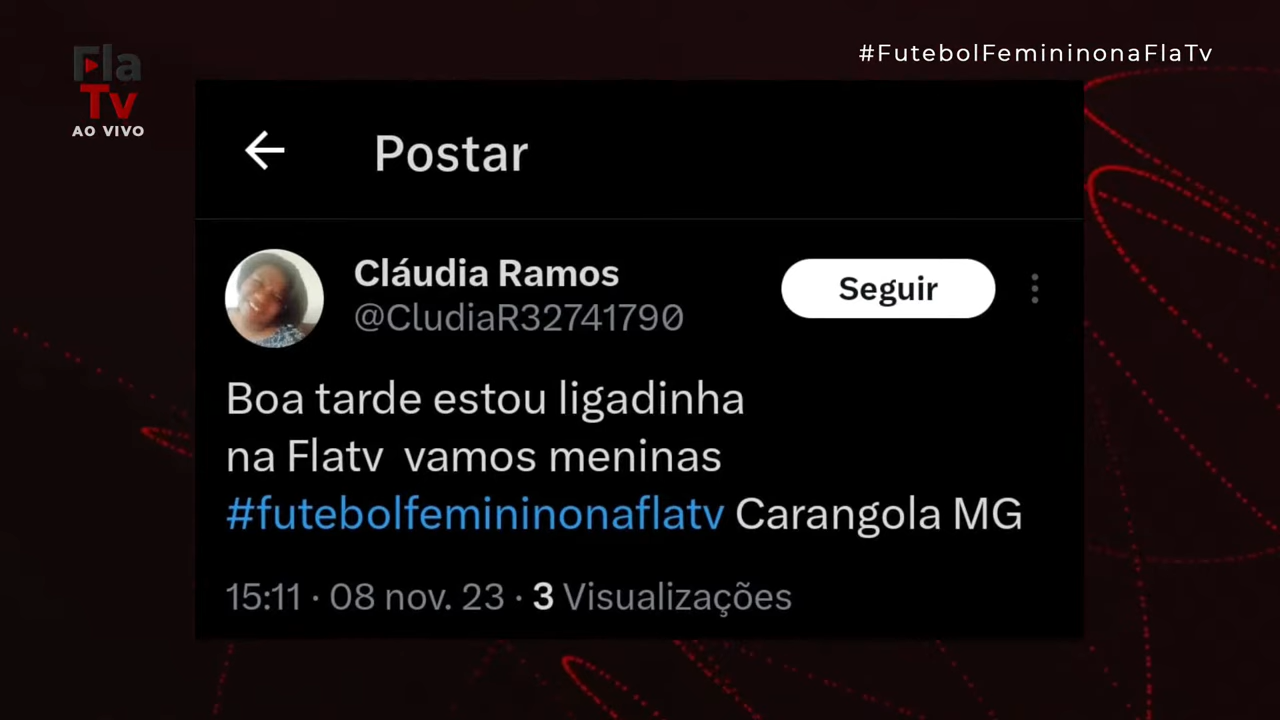 Fla
Tv
AO VIVO
#FutebolFemininonaFlaTv
Postar
Cláudia Ramos
@CludiaR32741790
Seguir
Boa tarde estou ligadinha
na Flatv vamos meninas
#futebolfemininonaflatv Carangola MG
15:11 · 08 nov. 23 · 3 Visualizações